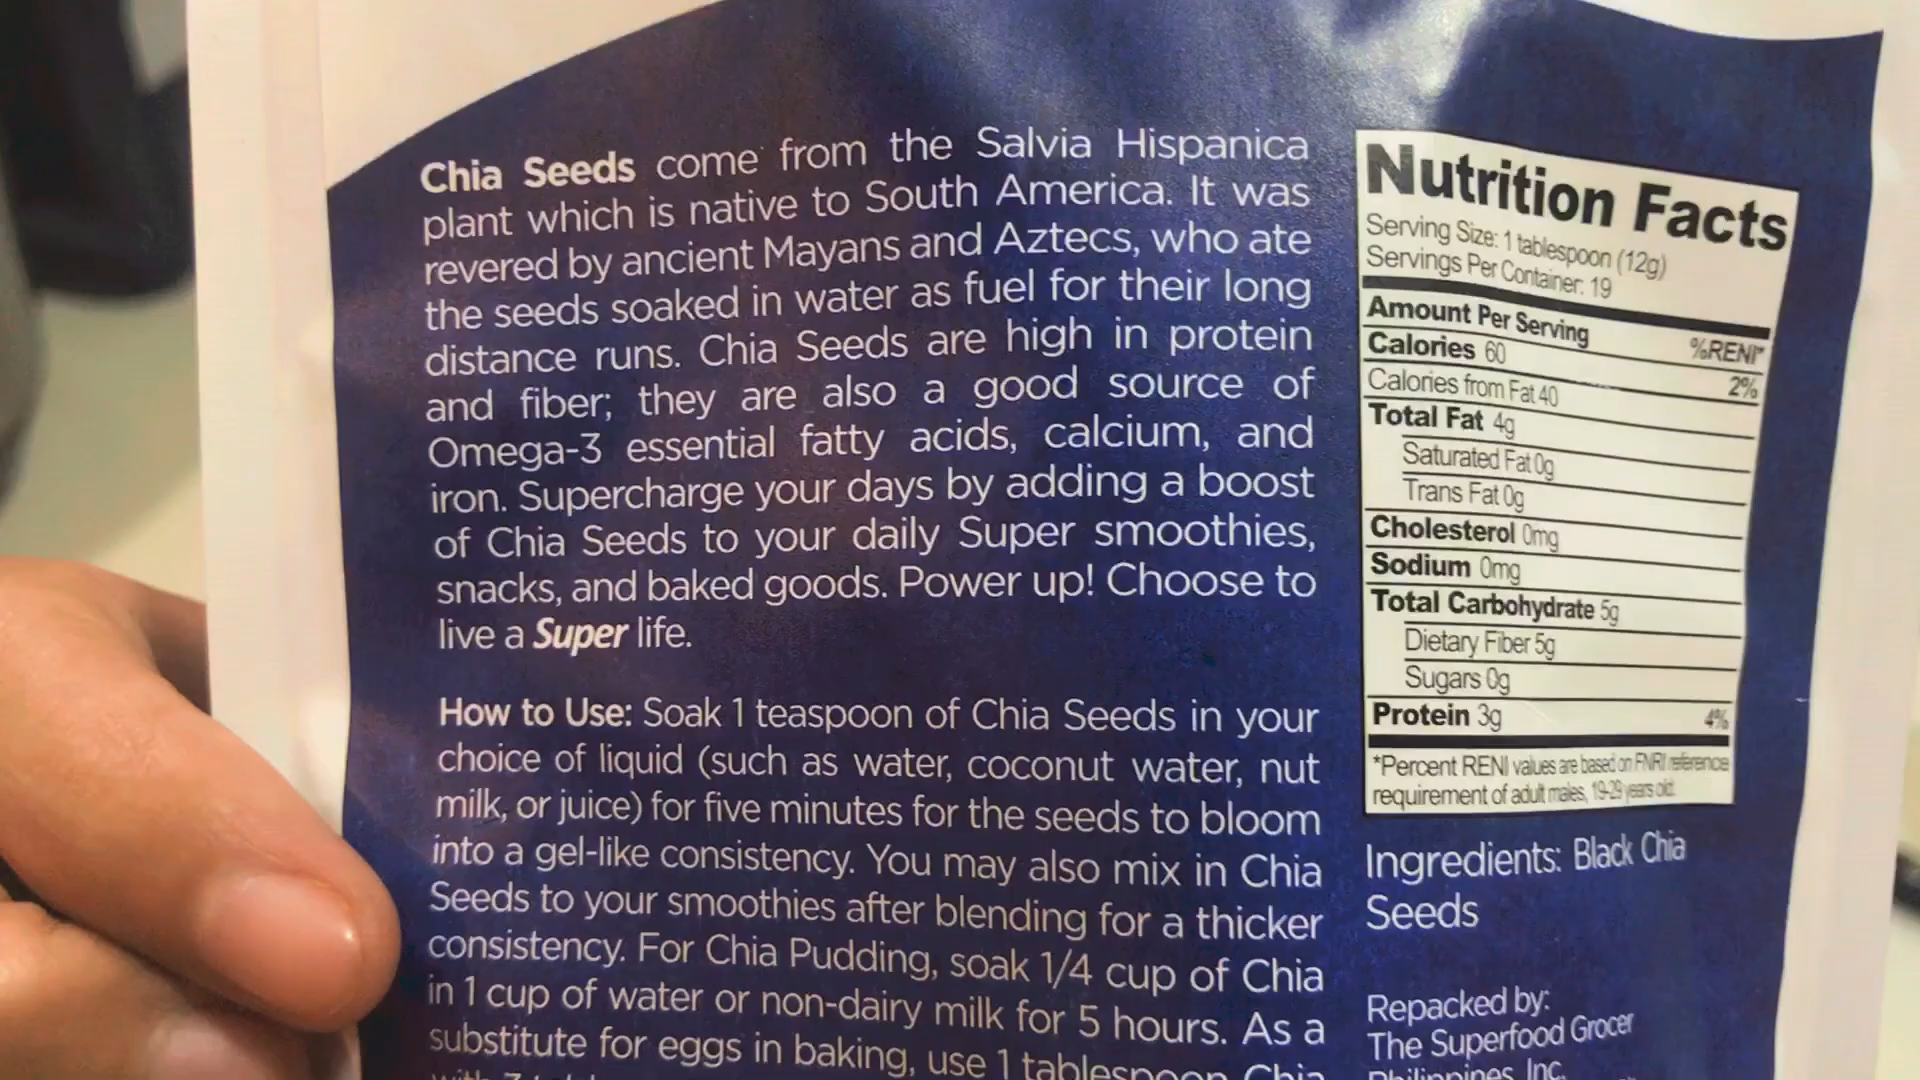 Chia Seeds come from the Salvia Hispanica
plant which is native to South America. It was
revered by ancient Mayans and Aztecs, who ate
the seeds soaked in water as fuel for their long
distance runs. Chia Seeds are high in protein
and fiber; they are also a good source of
Omega-3 essential fatty acids, calcium, and
iron. Supercharge your days by adding a boost
of Chia Seeds to your daily Super smoothies,
snacks, and baked goods. Power up! Choose to
live a Super life.
How to Use: Soak 1 teaspoon of Chia Seeds in your
choice of liquid (such as water, coconut water, nut
milk, or juice) for five minutes for the seeds to bloom
into a gel-like consistency. You may also mix in Chia
Seeds to your smoothies after blending for a thicker
consistency. For Chia Pudding, soak 1/4 cup of Chia
in 1 cup of water or non-dairy milk for 5 hours. As a
substitute for eggs in baking, use 1 tablespoon Chia
Nutrition Facts
Serving Size: 1 tablespoon (12g)
Servings Per Container: 19
Amount Per Serving
%RENI*
Calories 60 2%
Calories from Fat 40
Total Fat 4g
Saturated Fat 0g
Trans Fat 0g
Cholesterol 0mg
Sodium 0mg
Total Carbohydrate 5g
Dietary Fiber 5g
Sugars 0g
Protein 3g 4%
*Percent RENI values are based on FNRI reference
requirement of adult males, 19-29 years old.
Ingredients: Black Chia
Seeds
Repacked by:
The Superfood Grocer
Philippines, Inc.